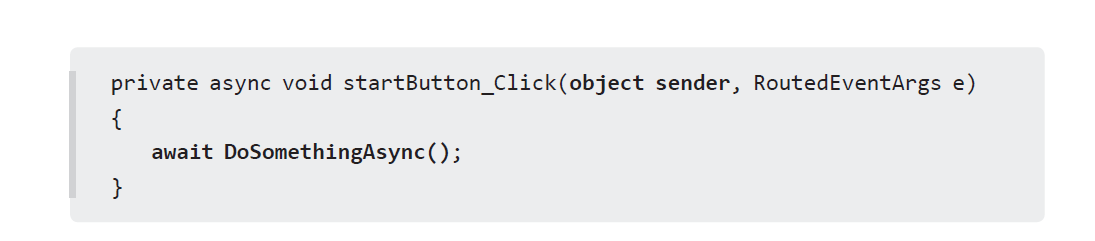 private async void startButton_Click(object sender, RoutedEventArgs e)
{
await DoSomethingAsync();
}